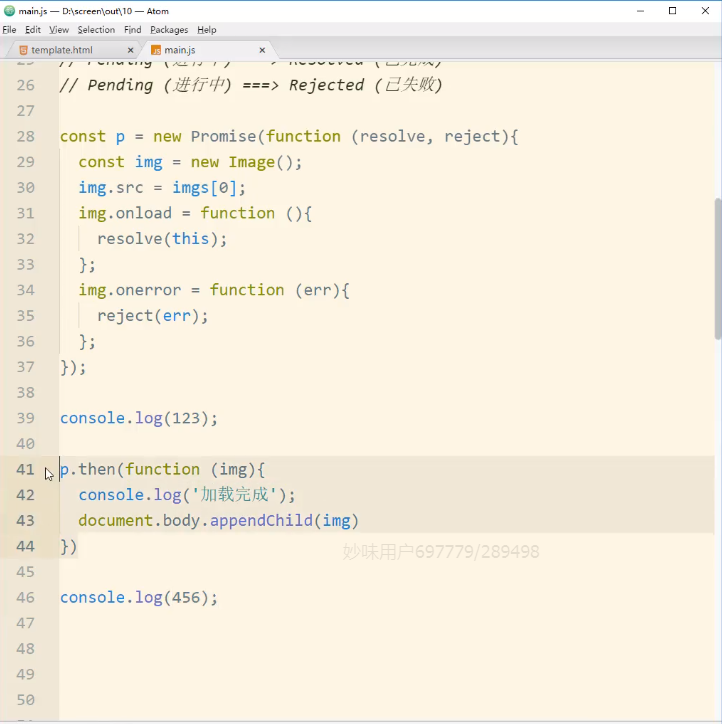 main.js — D:\screen\out\10 — Atom
File Edit View Selection Find Packages Help
template.html main.js
25 // Pending (进行中) ===> Resolved (已完成)
26 // Pending (进行中) ===> Rejected (已失败)
27
28 const p = new Promise(function (resolve, reject){
29 const img = new Image();
30 img.src = imgs[0];
31 img.onload = function (){
32 resolve(this);
33 };
34 img.onerror = function (err){
35 reject(err);
36 };
37 });
38
39 console.log(123);
40
41 p.then(function (img){
42 console.log('加载完成');
43 document.body.appendChild(img)
44 })
妙味用户697779/289498
45
46 console.log(456);
47
48
49
50